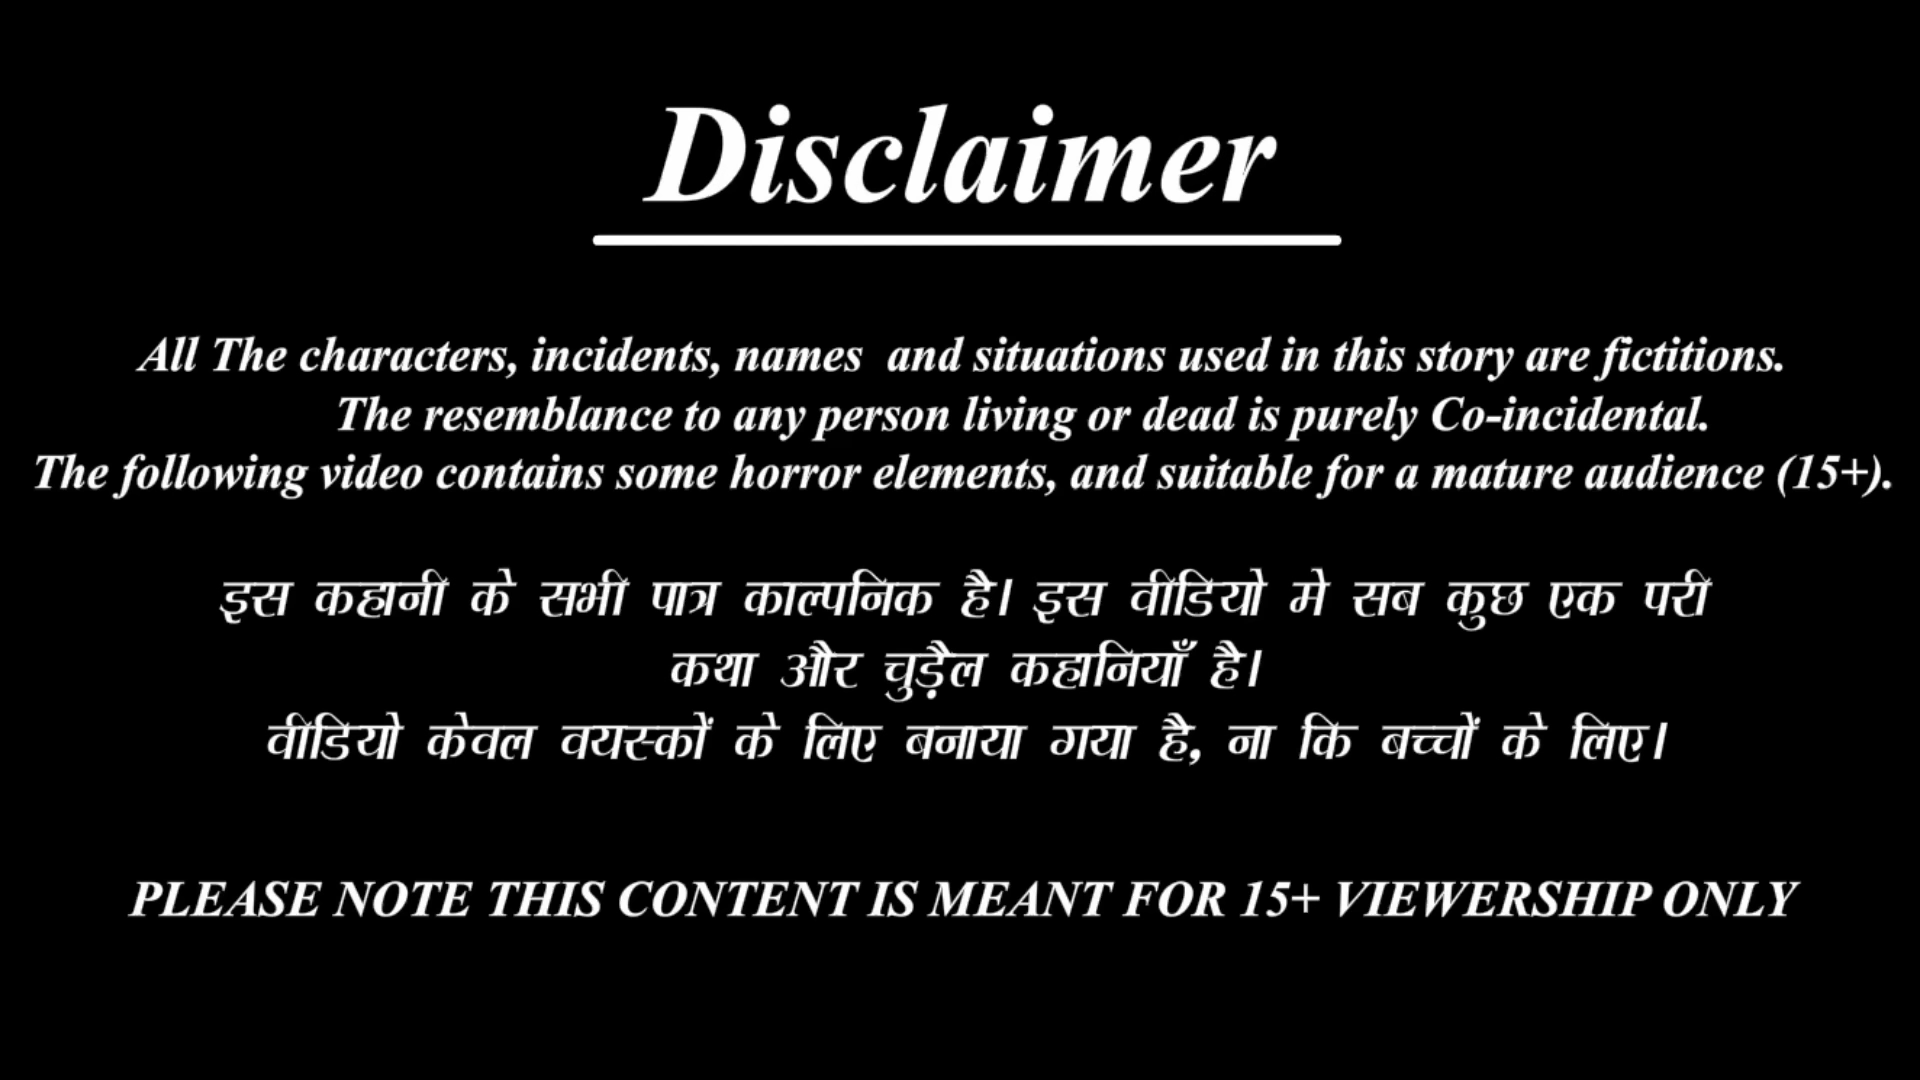 Disclaimer
All The characters, incidents, names and situations used in this story are fictitions.
The resemblance to any person living or dead is purely Co-incidental.
The following video contains some horror elements, and suitable for a mature audience (15+).
इस कहानी के सभी पात्र काल्पनिक है। इस वीडियो मे सब कुछ एक परी
कथा और चुड़ैल कहानियाँ है।
वीडियो केवल वयस्कों के लिए बनाया गया है, ना कि बच्चों के लिए।
PLEASE NOTE THIS CONTENT IS MEANT FOR 15+ VIEWERSHIP ONLY